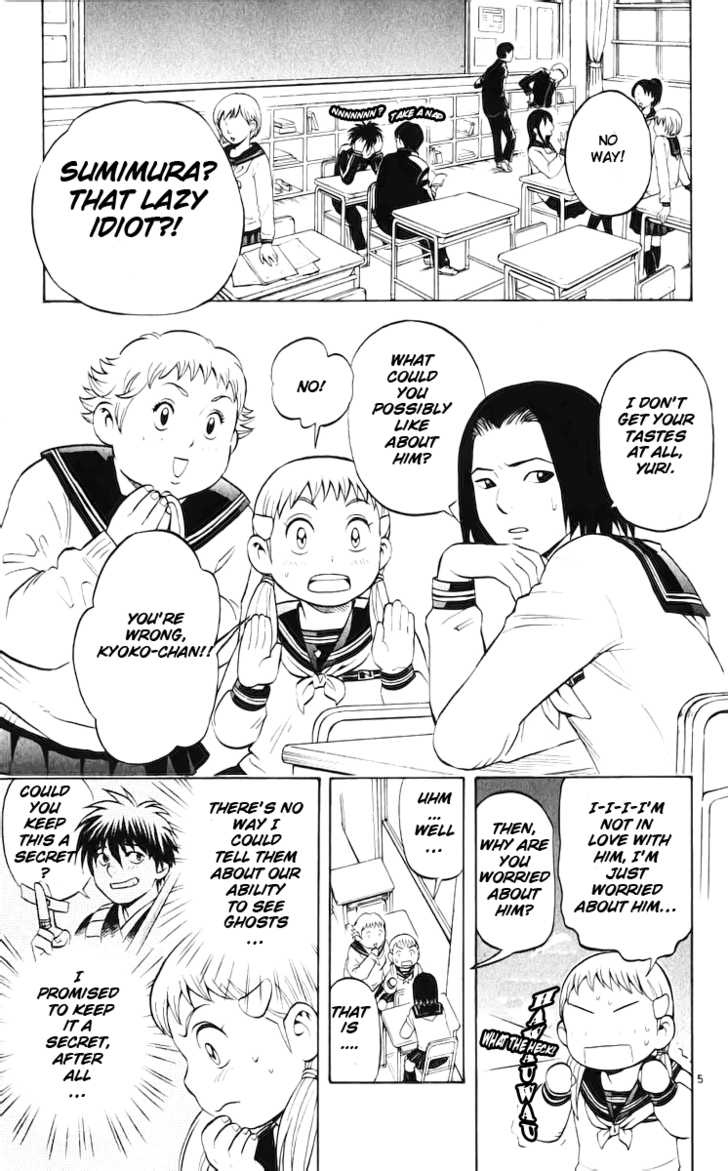 NO
WAY!
TAKE A NAP
NNNNNNN?
SUMIMURA?
THAT LAZY
IDIOT?!
I DON'T
GET YOUR
TASTES
AT ALL,
YURI.
WHAT
COULD
YOU
POSSIBLY
LIKE
ABOUT
HIM?
NO!
YOU'RE
WRONG,
KYOKO-CHAN!!
I-I-I-I'M
NOT IN
LOVE WITH
HIM, I'M
JUST
WORRIED
ABOUT HIM...
THEN,
WHY ARE
YOU
WORRIED
ABOUT
HIM?
WHAT THE HECK!
UHM
...
WELL
...
THAT
IS
....
THERE'S NO
WAY I
COULD
TELL THEM
ABOUT OUR
ABILITY
TO SEE
GHOSTS
...
COULD
YOU
KEEP
THIS A
SECRET
?
I
PROMISED
TO KEEP
IT A
SECRET,
AFTER
ALL
...
5